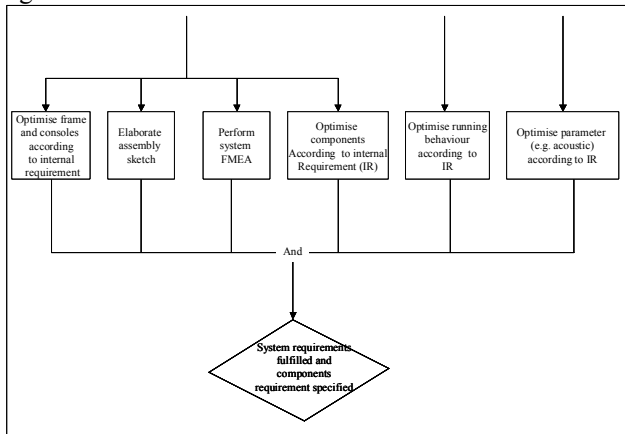 Optimise frame
and consoles
according
to internal
requirement
Elaborate
assembly
sketch
Perform
system
FMEA
Optimise
components
According to internal
Requirement (IR)
Optimise running
behaviour
according to
IR
Optimise parameter
(e.g. acoustic)
according to IR
And
System requirements
fulfilled and
components
requirement specified